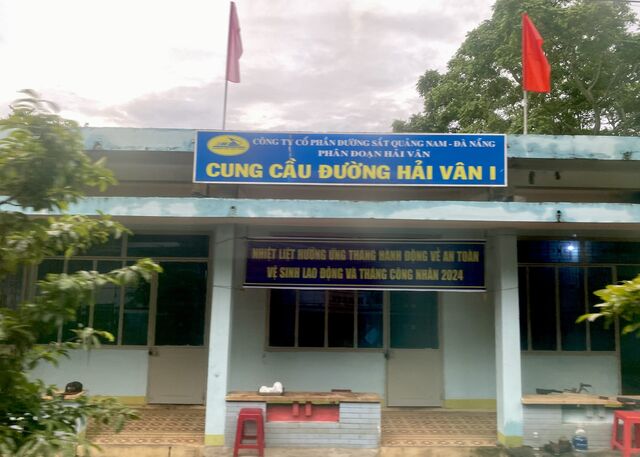 CÔNG TY CỔ PHẦN ĐƯỜNG SẮT QUẢNG NAM - ĐÀ NẴNG
PHÂN ĐOẠN HẢI VÂN
CUNG CẦU ĐƯỜNG HẢI VÂN I
NHIỆT LIỆT HƯỞNG ỨNG THÁNG HÀNH ĐỘNG VỀ AN TOÀN
VỆ SINH LAO ĐỘNG VÀ THÁNG CÔNG NHÂN 2024